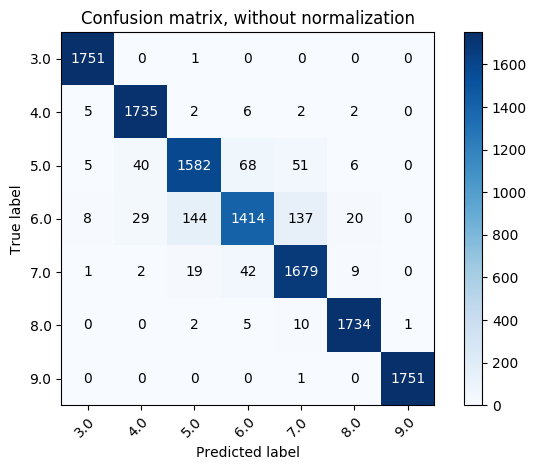 Confusion matrix, without normalization
3.0 1751 0 1 0 0 0 0
4.0 5 1735 2 6 2 2 0
5.0 5 40 1582 68 51 6 0
6.0 8 29 144 1414 137 20 0
7.0 1 2 19 42 1679 9 0
8.0 0 0 2 5 10 1734 1
9.0 0 0 0 0 1 0 1751
3.0 4.0 5.0 6.0 7.0 8.0 9.0
True label
Predicted label
1600
1400
1200
1000
800
600
400
200
0